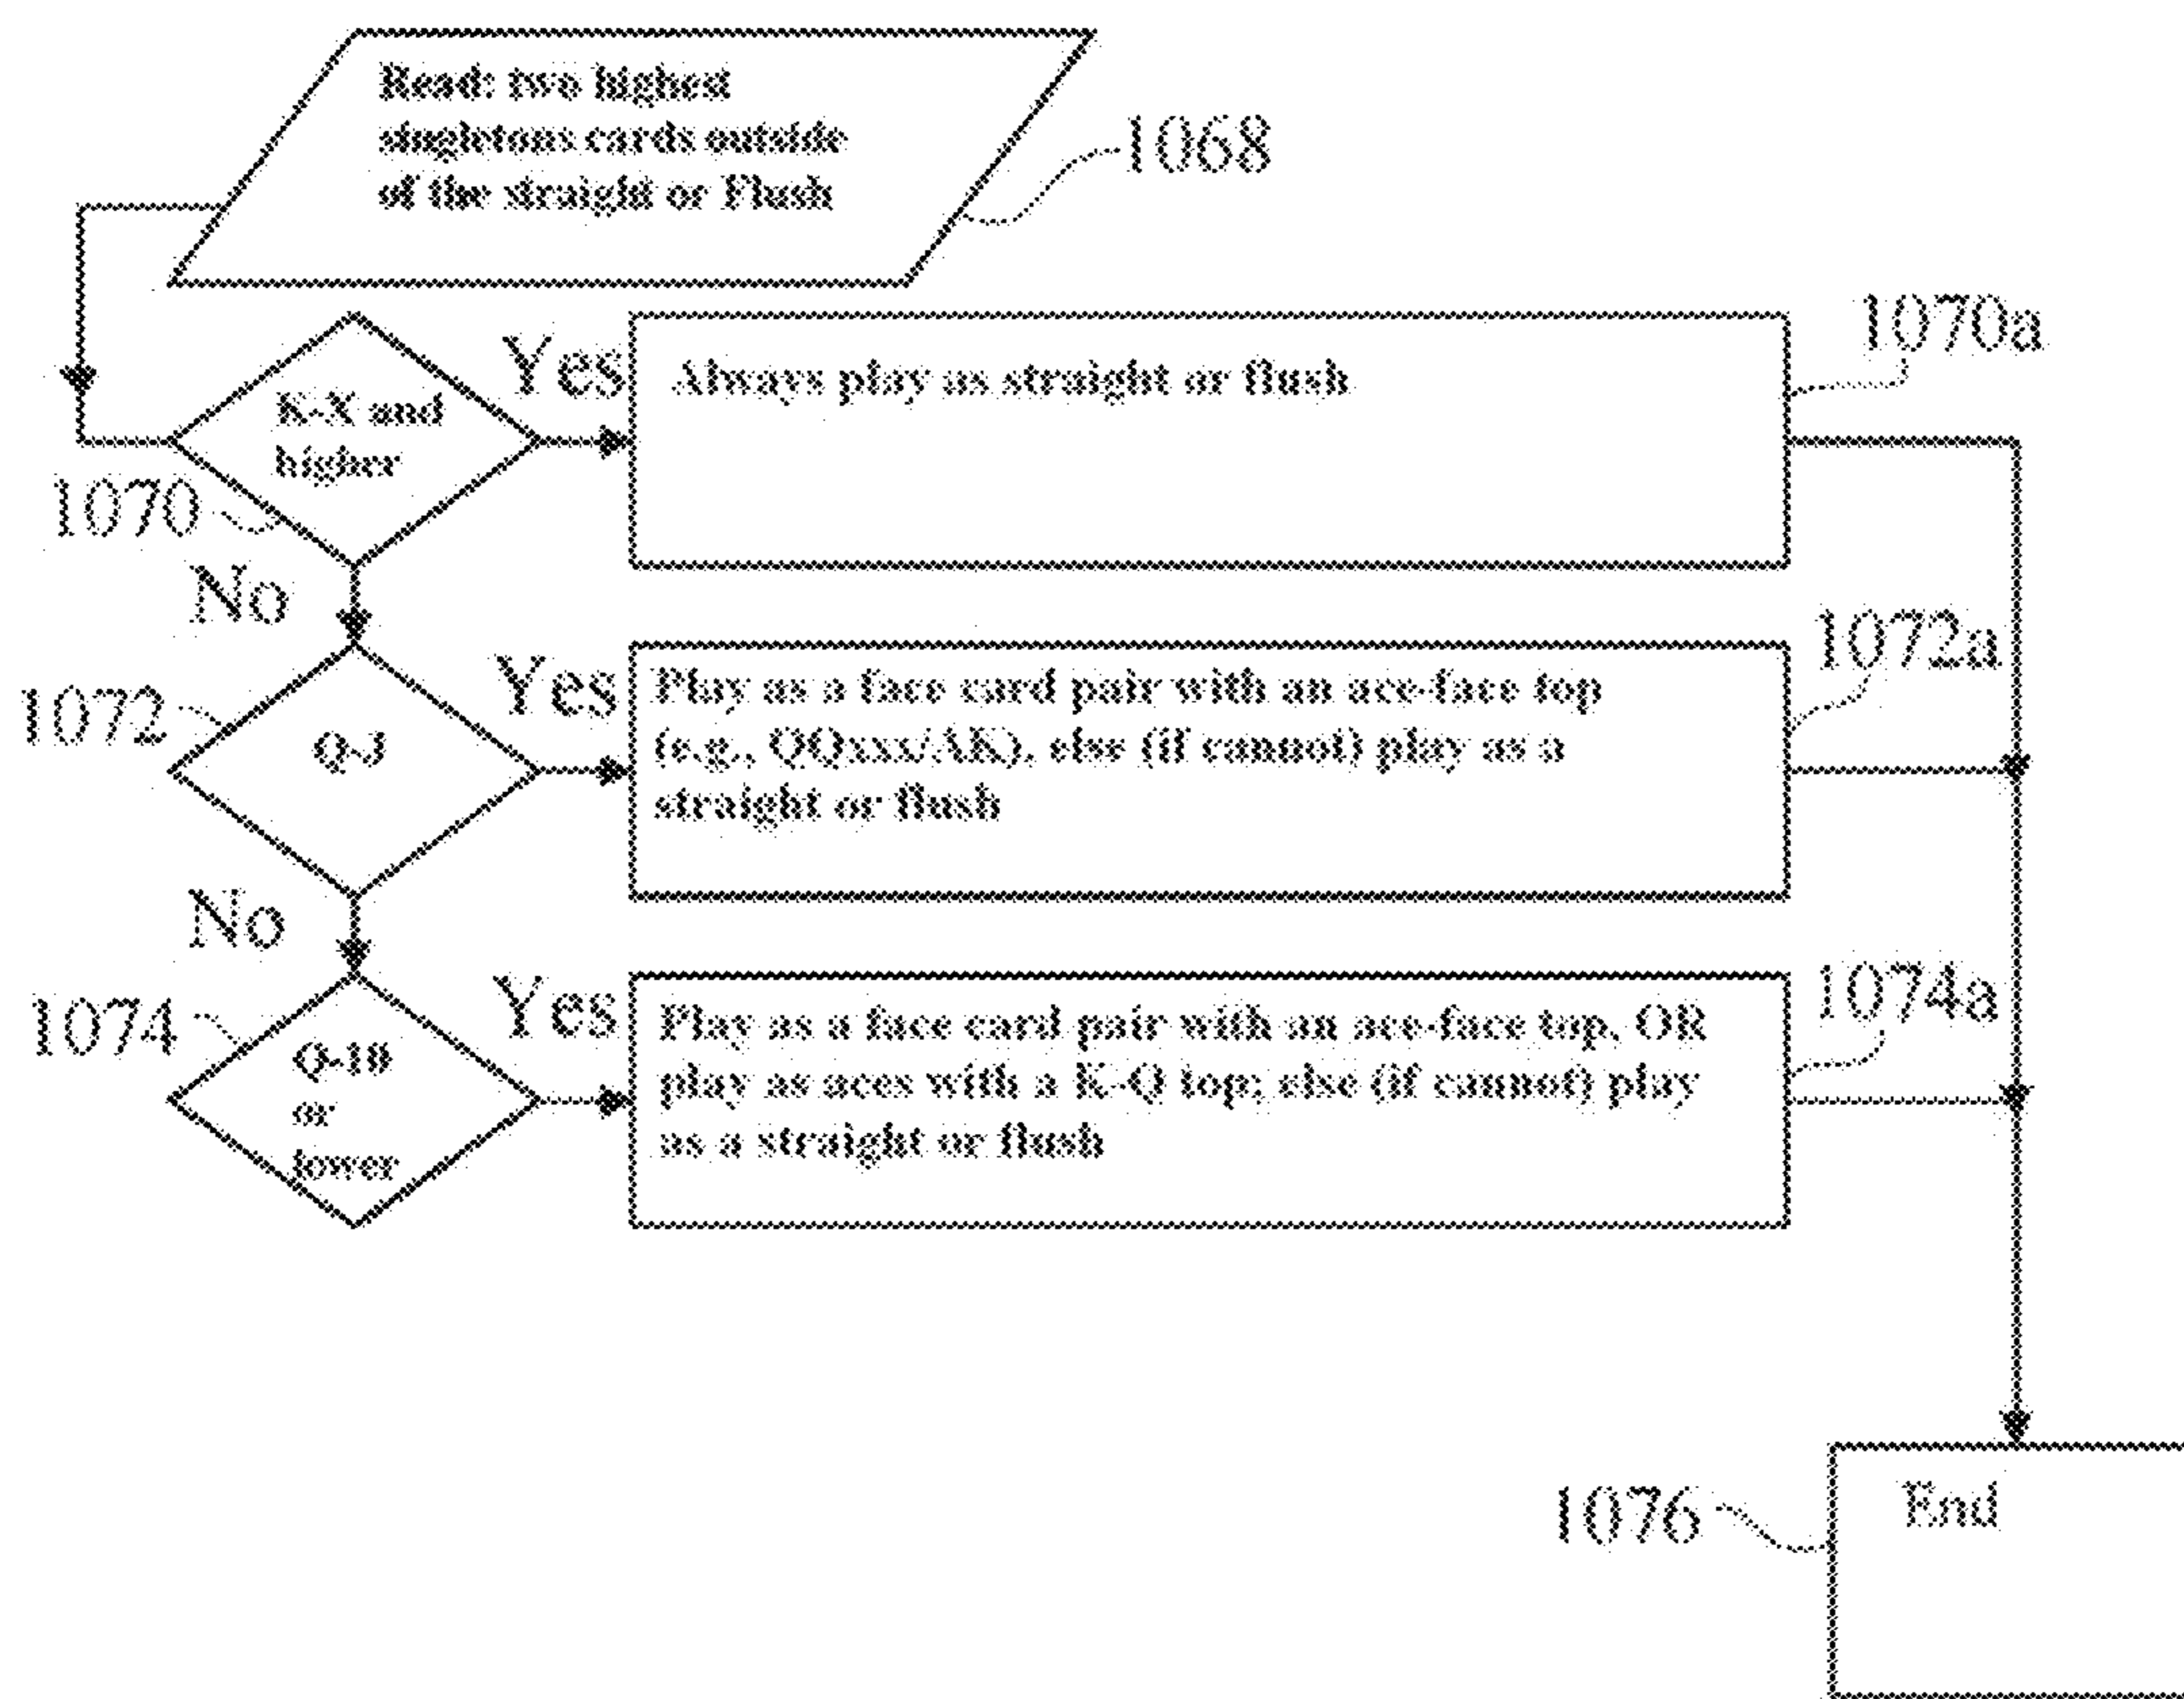 Read: two highest
singletons cards outside
of the straight or Flush
1068
K-X and
higher
1070
Yes
Always play as straight or flush
1070a
No
1072
Q-J
Yes
Play as a face card pair with an ace-face top
(e.g., QQxxx/AK), else (if cannot) play as a
straight or flush
1072a
No
1074
Q-10
or
lower
Yes
Play as a face card pair with an ace-face top, OR
play as aces with a K-Q top; else (if cannot) play
as a straight or flush
1074a
1076
End